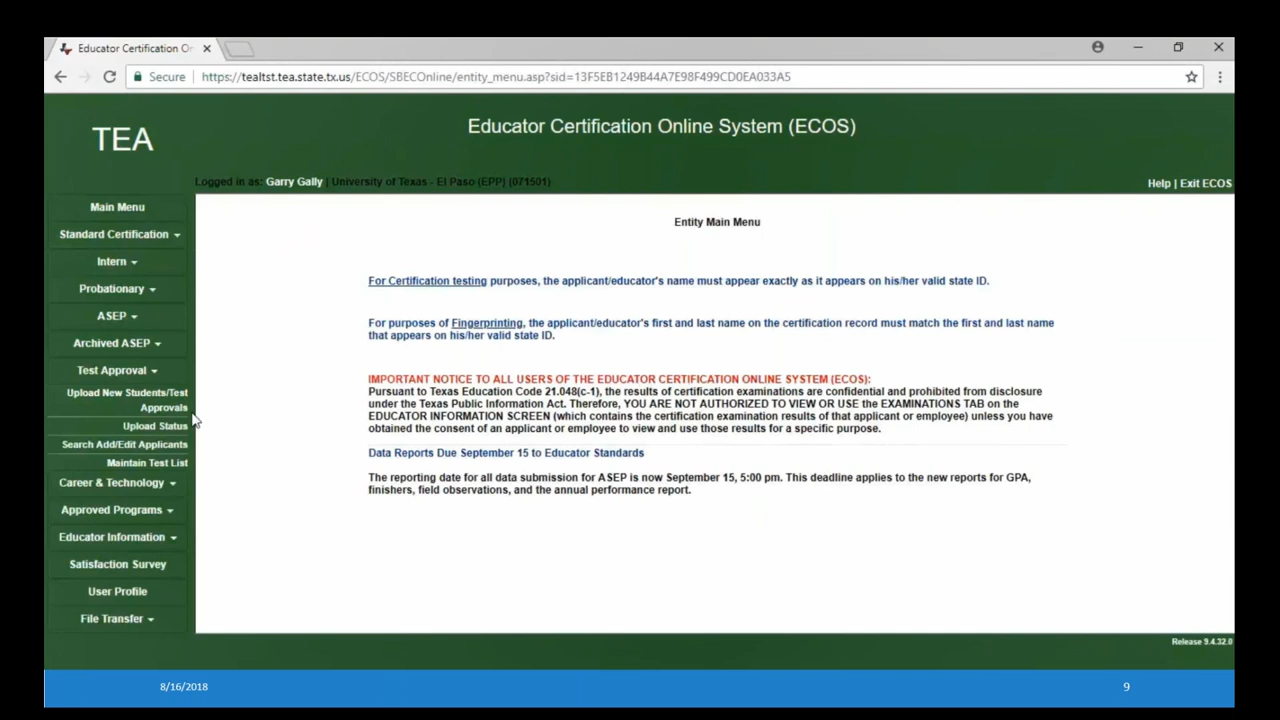 Educator Certification Or
Secure
https://tealtst.tea.state.tx.us/ECOS/SBECOnline/entity_menu.asp?sid=13F5EB1249B44A7E98F499CD0EA033A5
TEA
Educator Certification Online System (ECOS)
Logged in as: Garry Gally | University of Texas - El Paso (EPP) (071501)
Help | Exit ECOS
Main Menu
Standard Certification
Intern
Probationary
ASEP
Archived ASEP
Test Approval
Upload New Students/Test
Approvals
Upload Status
Search Add/Edit Applicants
Maintain Test List
Career & Technology
Approved Programs
Educator Information
Satisfaction Survey
User Profile
File Transfer
Entity Main Menu
For Certification testing purposes, the applicant/educator's name must appear exactly as it appears on his/her valid state ID.
For purposes of Fingerprinting, the applicant/educator's first and last name on the certification record must match the first and last name
that appears on his/her valid state ID.
IMPORTANT NOTICE TO ALL USERS OF THE EDUCATOR CERTIFICATION ONLINE SYSTEM (ECOS):
Pursuant to Texas Education Code 21.048(c-1), the results of certification examinations are confidential and prohibited from disclosure
under the Texas Public Information Act. Therefore, YOU ARE NOT AUTHORIZED TO VIEW OR USE the EXAMINATIONS TAB on the
EDUCATOR INFORMATION SCREEN (which contains the certification examination results of that applicant or employee) unless you have
obtained the consent of an applicant or employee to view and use those results for a specific purpose.
Data Reports Due September 15 to Educator Standards
The reporting date for all data submission for ASEP is now September 15, 5:00 pm. This deadline applies to the new reports for GPA,
finishers, field observations, and the annual performance report.
Release 9.4.32.0
8/16/2018
9